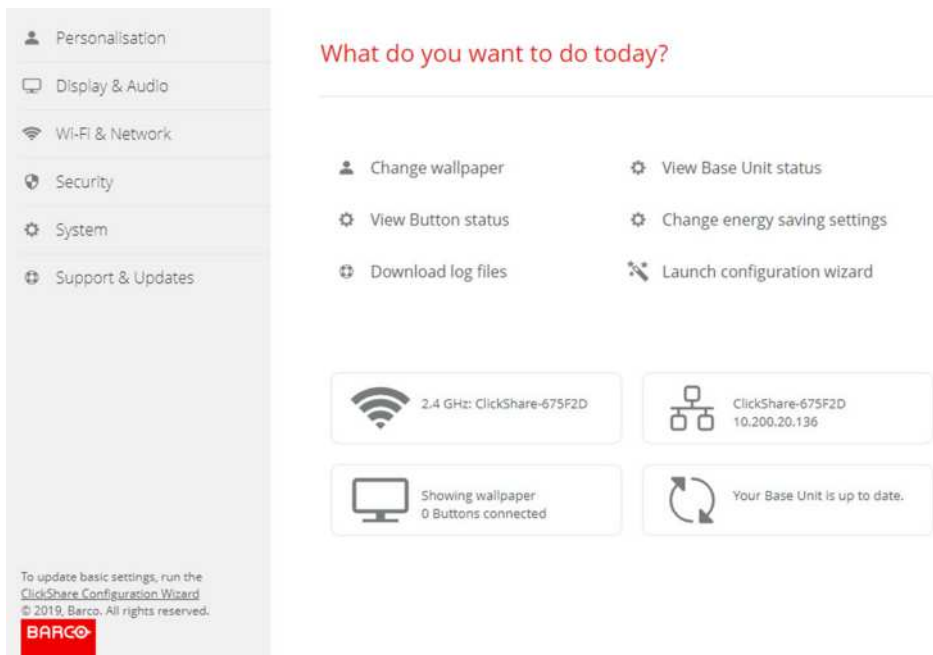 Personalisation
Display & Audio
Wi-Fi & Network
Security
System
Support & Updates
To update basic settings, run the
ClickShare Configuration Wizard
© 2019, Barco. All rights reserved.
BARCO
What do you want to do today?
Change wallpaper
View Base Unit status
View Button status
Change energy saving settings
Download log files
Launch configuration wizard
2.4 GHz: ClickShare-675F2D
ClickShare-675F2D
10.200.20.136
Showing wallpaper
0 Buttons connected
Your Base Unit is up to date.